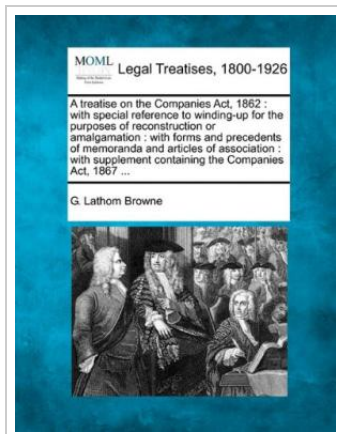 MOML Legal Treatises, 1800-1926
A treatise on the Companies Act, 1862 :
with special reference to winding-up for the
purposes of reconstruction or
amalgamation : with forms and precedents
of memoranda and articles of association :
with supplement containing the Companies
Act, 1867 ...
G. Lathom Browne